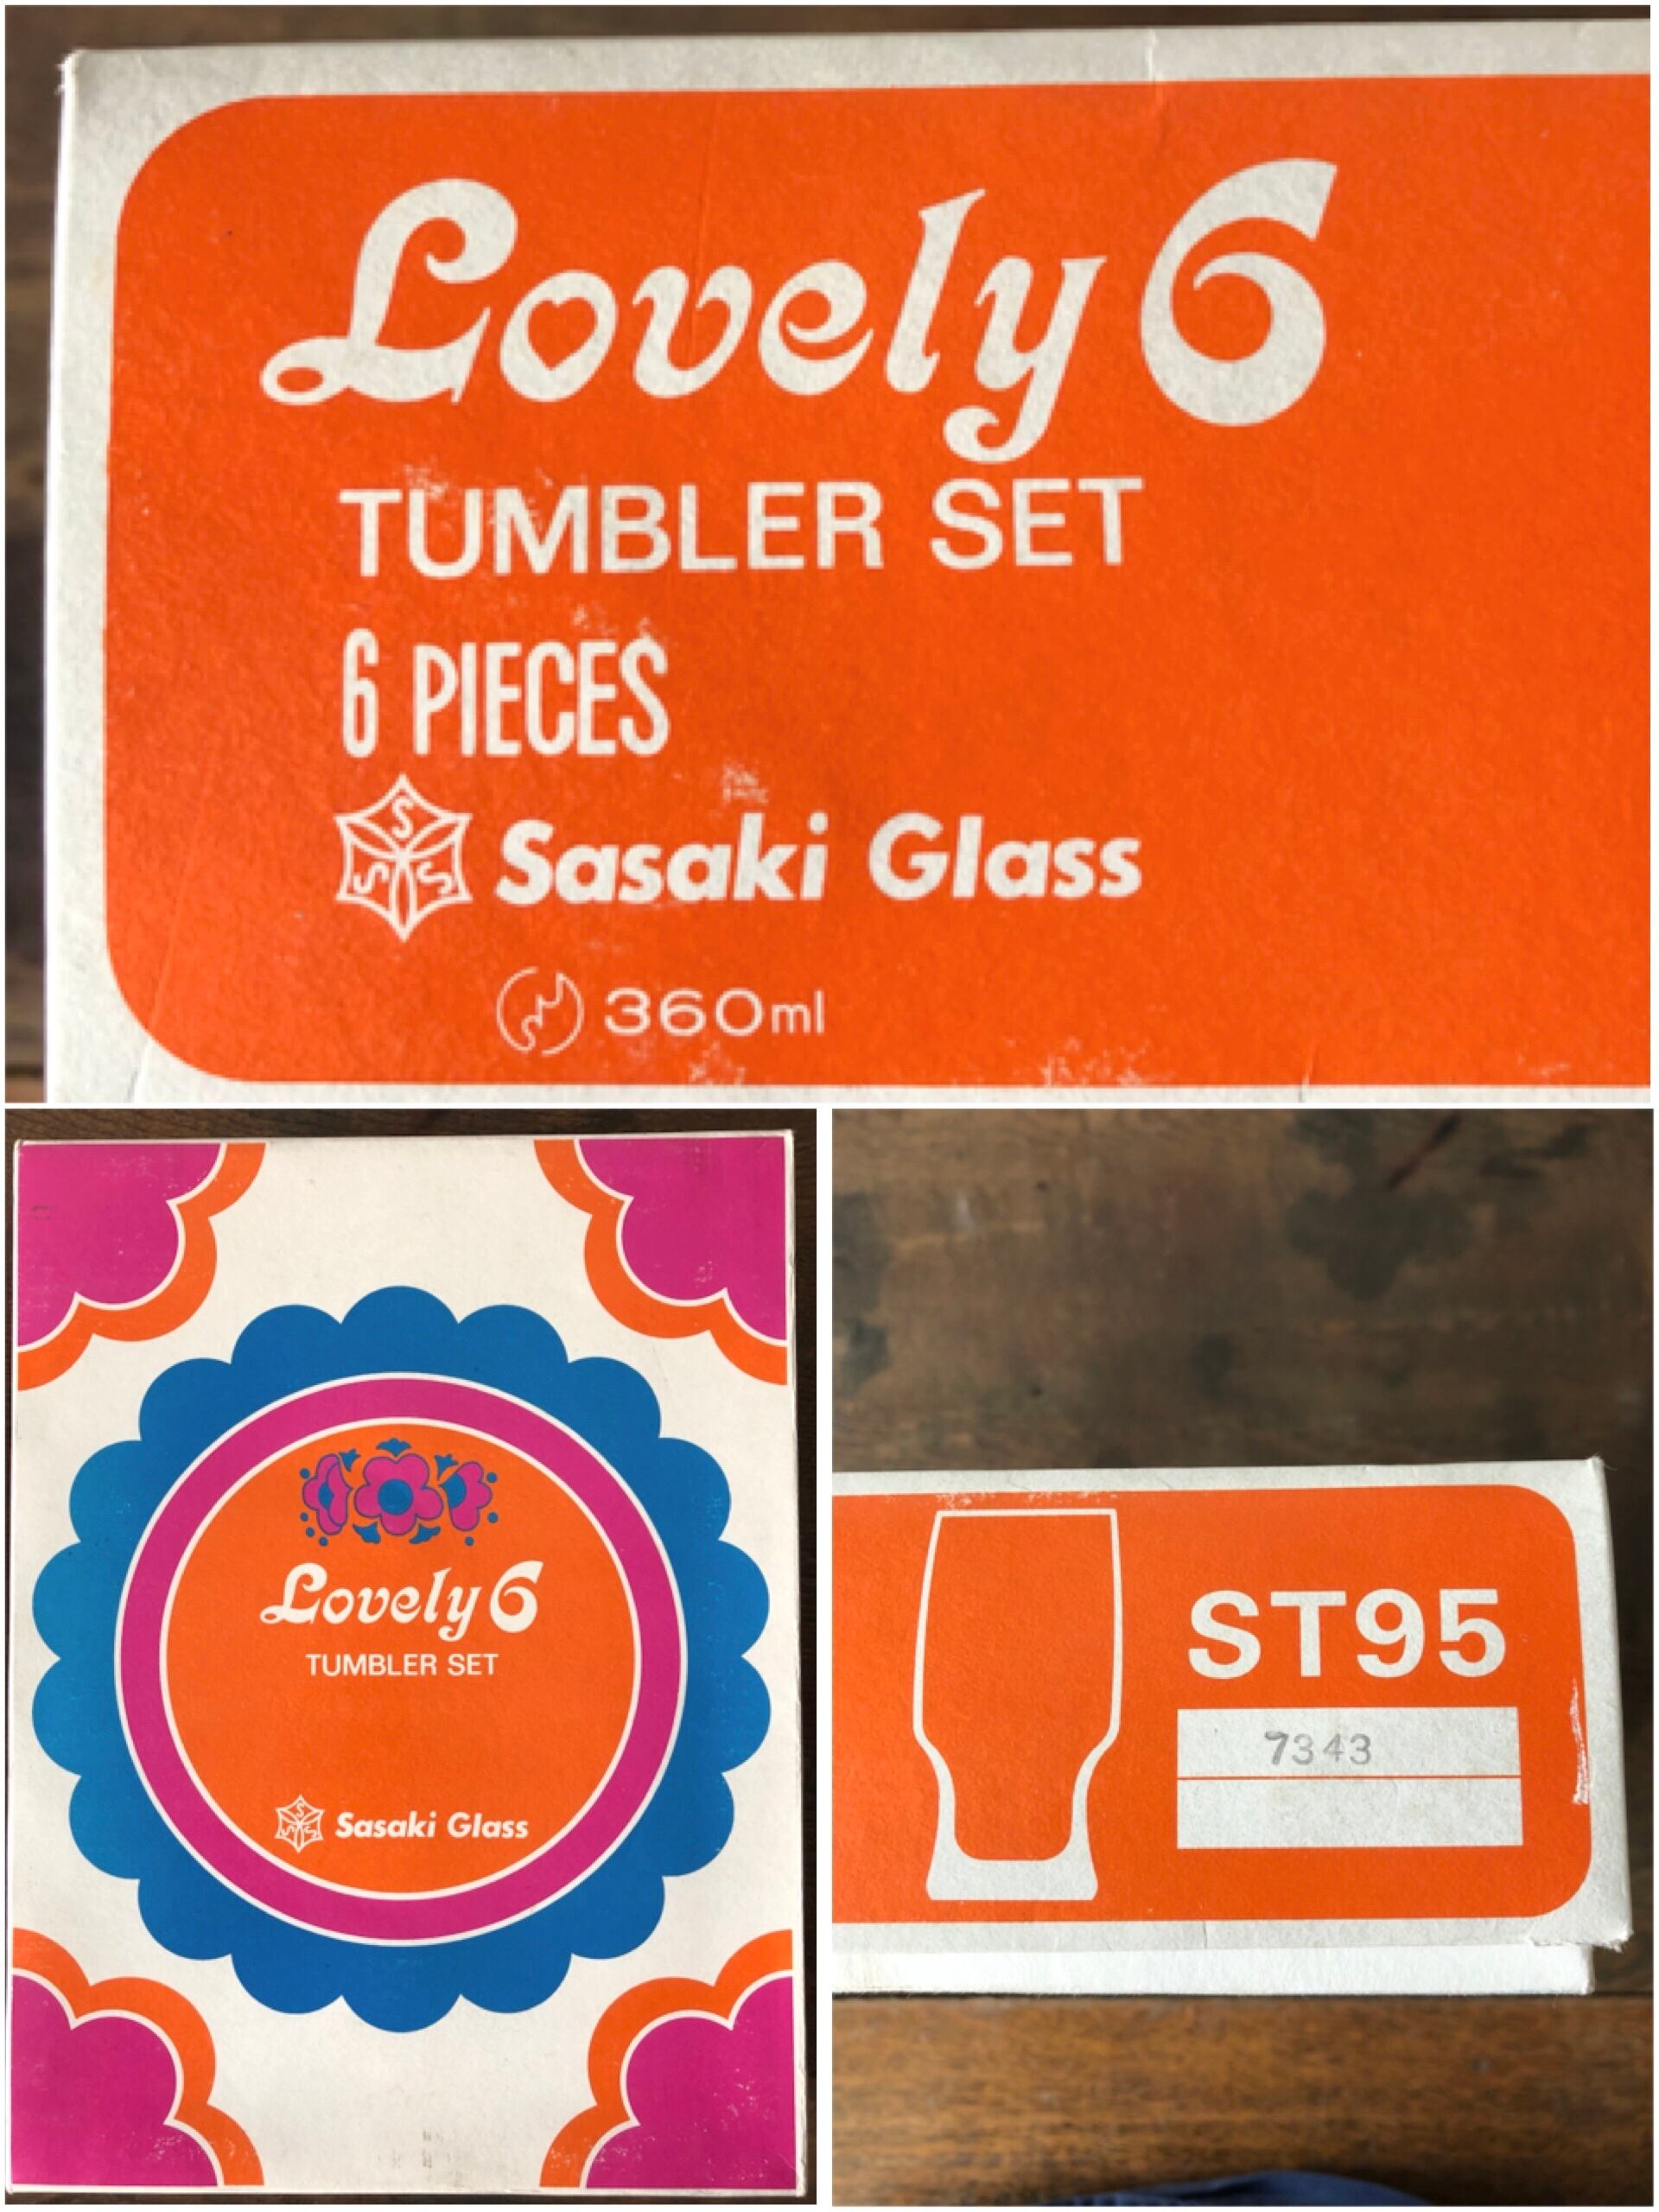 Lovely 6
TUMBLER SET
6 PIECES
S S S
Sasaki Glass
360ml
Lovely 6
TUMBLER SET
S S S
Sasaki Glass
ST95
7343